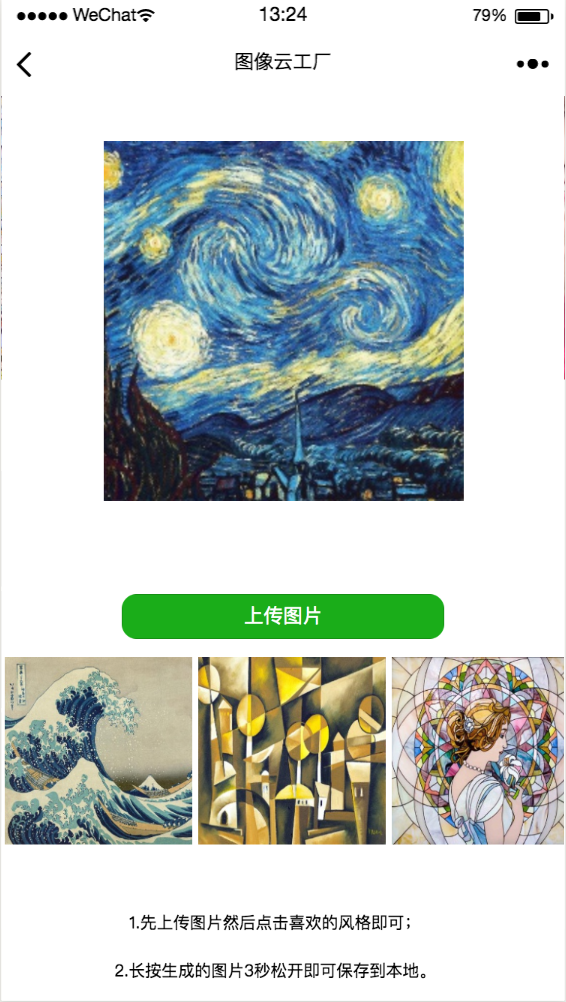 WeChat 13:24 79%
图像云工厂
上传图片
1.先上传图片然后点击喜欢的风格即可；
2.长按生成的图片3秒松开即可保存到本地。